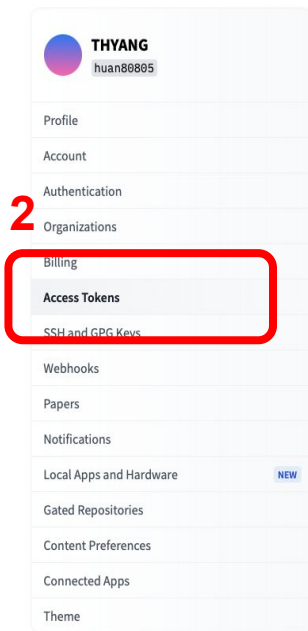 THYANG
huan80805
Profile
Account
Authentication
2
Organizations
Billing
Access Tokens
SSH and GPG Keys
Webhooks
Papers
Notifications
Local Apps and Hardware NEW
Gated Repositories
Content Preferences
Connected Apps
Theme